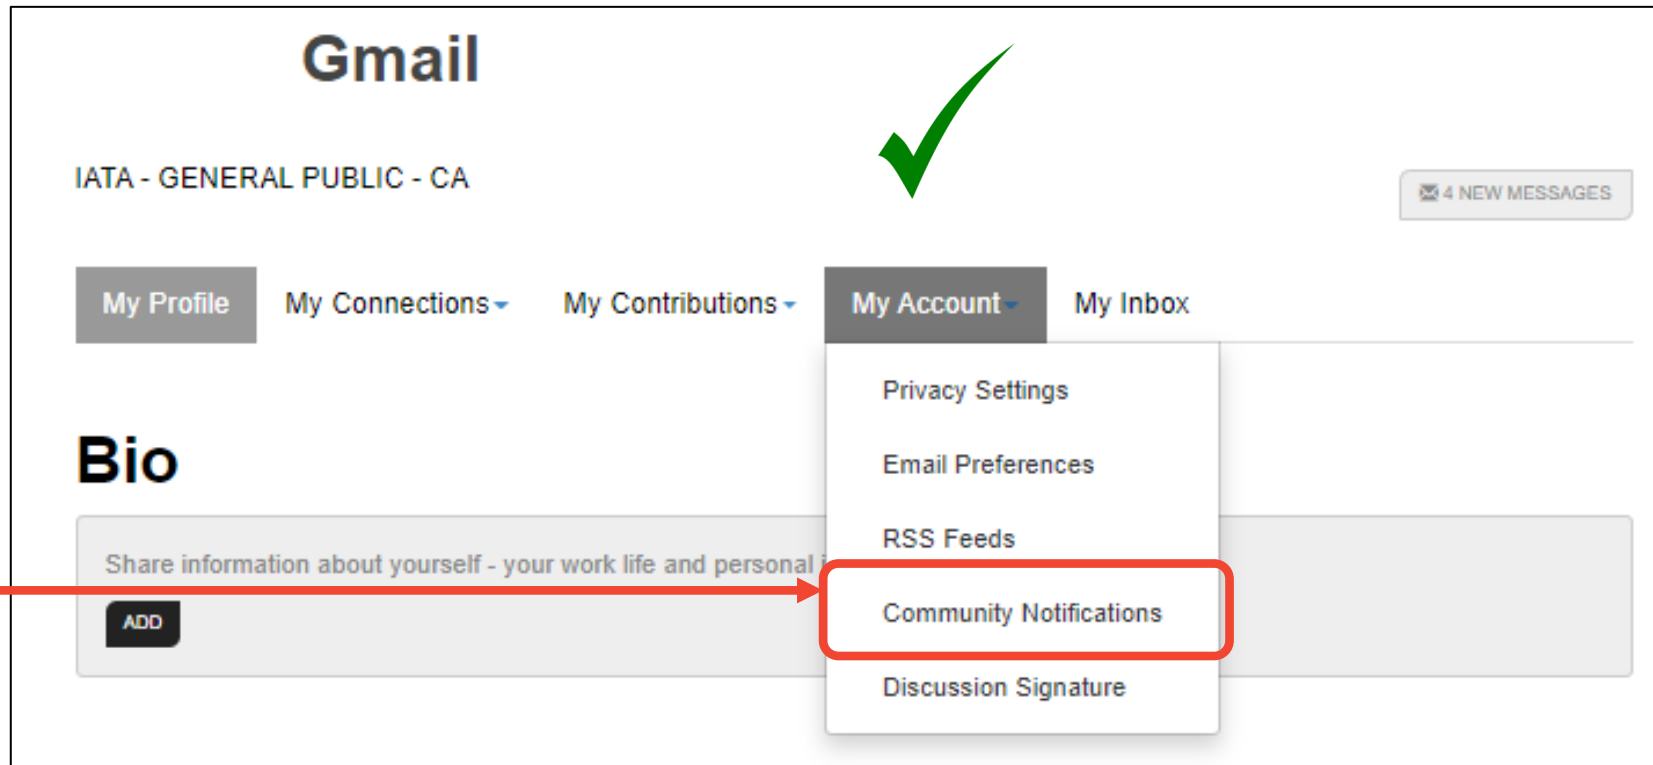 Gmail
IATA - GENERAL PUBLIC - CA
4 NEW MESSAGES
My Profile My Connections My Contributions My Account My Inbox
Privacy Settings
Email Preferences
RSS Feeds
Community Notifications
Discussion Signature
Bio
Share information about yourself - your work life and personal
ADD